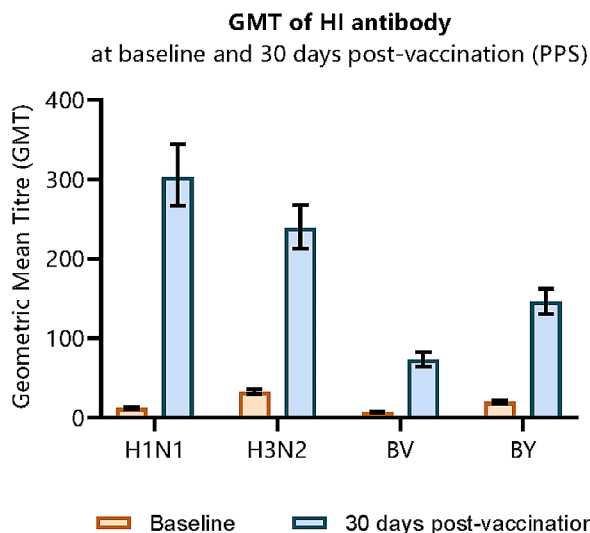 GMT of HI antibody
at baseline and 30 days post-vaccination (PPS)
Geometric Mean Titre (GMT)
400
300
200
100
0
H1N1 H3N2 BV BY
Baseline 30 days post-vaccination